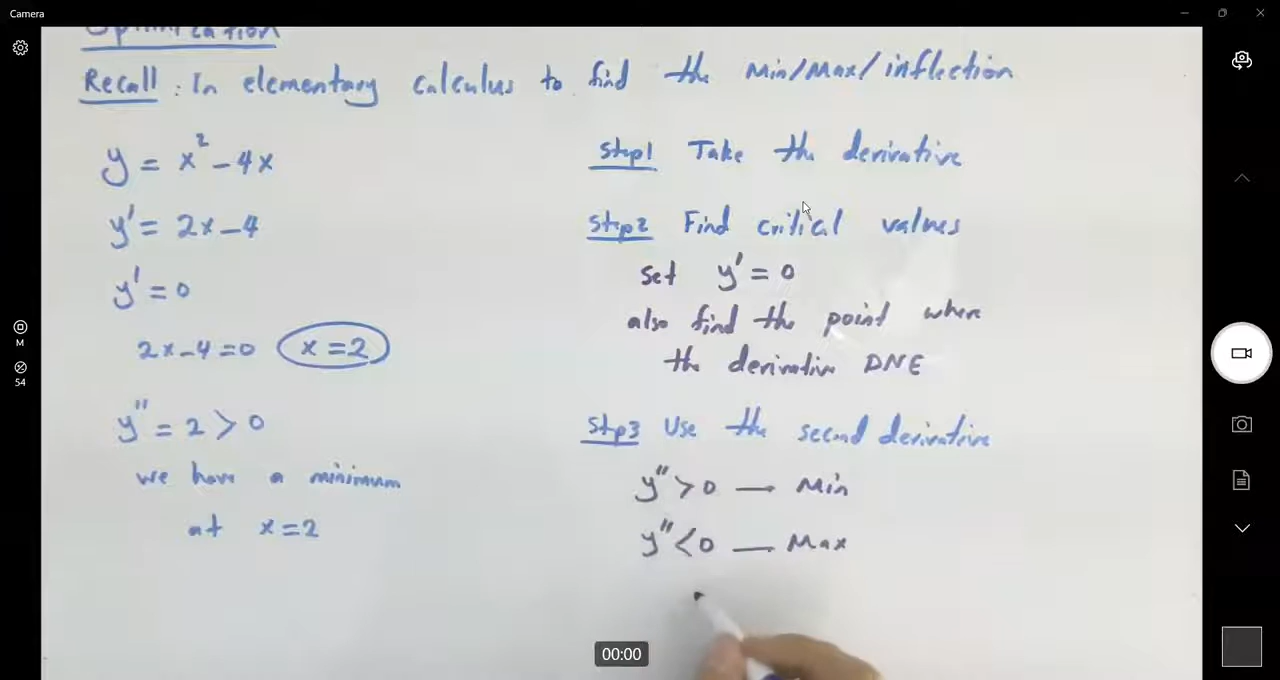 Camera
Optimization
Recall : In elementary calculus to find the Min/Max/inflection
y = x² - 4x
y' = 2x - 4
y' = 0
2x - 4 = 0 x = 2
y'' = 2 > 0
we have a minimum
at x = 2
Step1 Take the derivative
Step2 Find critical values
set y' = 0
also find the point where
the derivative DNE
Step3 Use the second derivative
y'' > 0 — Min
y'' < 0 — Max
M
54
00:00